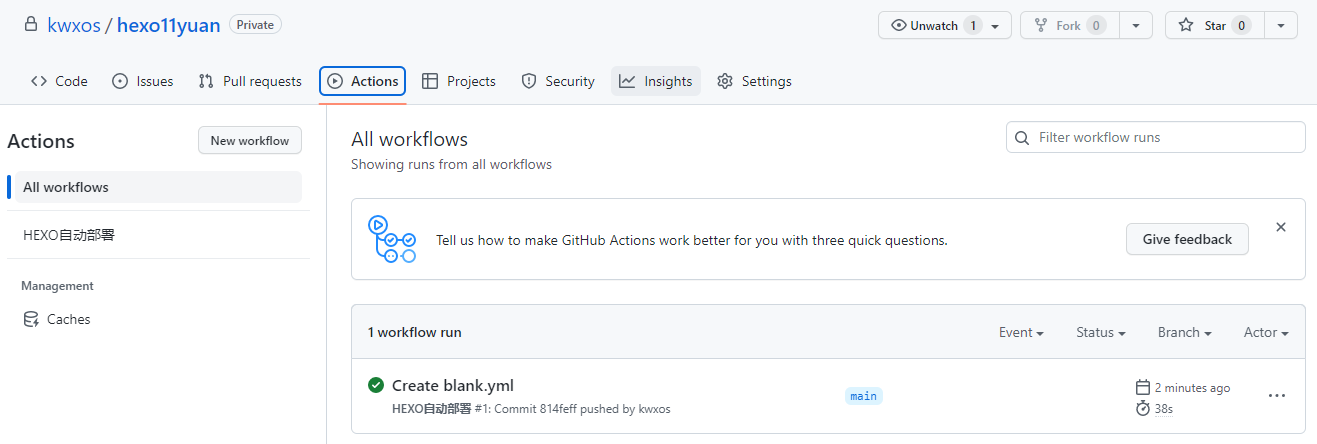 kwxos / hexo11yuan Private
Unwatch 1 Fork 0 Star 0
Code Issues Pull requests Actions Projects Security Insights Settings
Actions
New workflow
All workflows
HEXO自动部署
Management
Caches
All workflows
Showing runs from all workflows
Filter workflow runs
Tell us how to make GitHub Actions work better for you with three quick questions.
Give feedback
1 workflow run
Event Status Branch Actor
Create blank.yml
HEXO自动部署 #1: Commit 814feff pushed by kwxos
main
2 minutes ago
38s